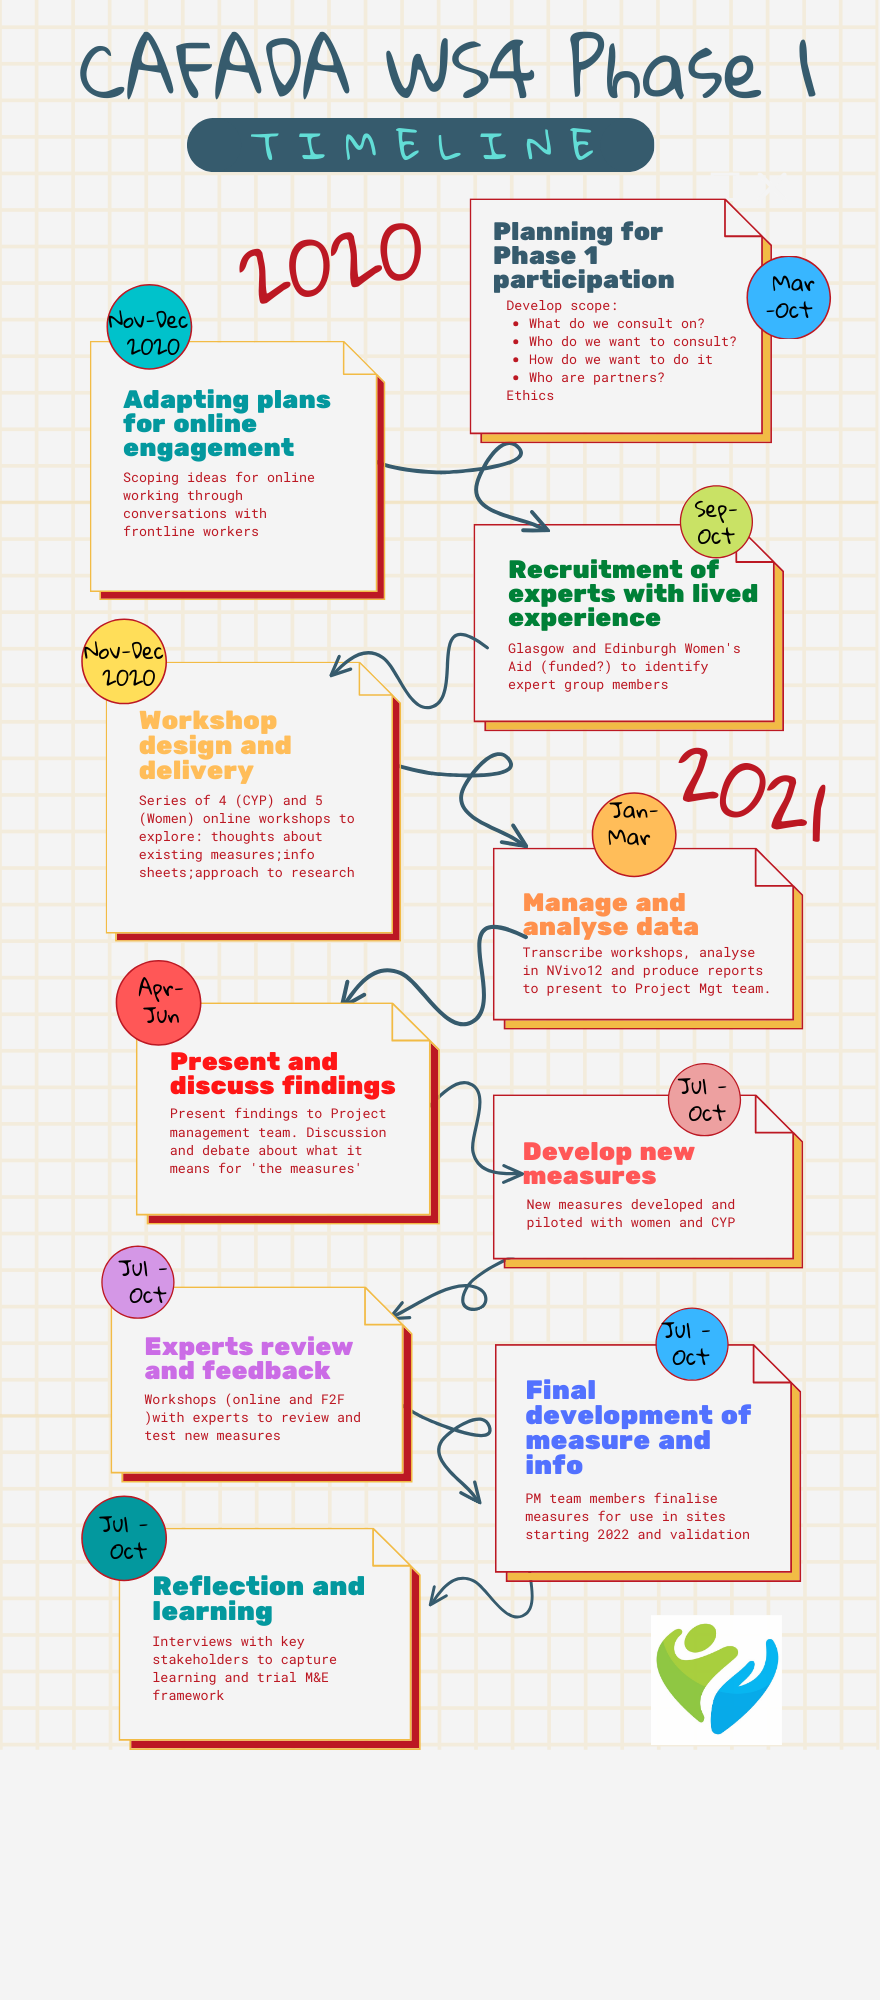 CAFADA WS4 Phase 1
TIMELINE
2020
Planning for
Phase 1
participation
Mar
-Oct
Develop scope:
• What do we consult on?
• Who do we want to consult?
• How do we want to do it
• Who are partners?
Ethics
Nov-Dec
2020
Adapting plans
for online
engagement
Scoping ideas for online
working through
conversations with
frontline workers
Sep-
Oct
Recruitment of
experts with lived
experience
Glasgow and Edinburgh Women's
Aid (funded?) to identify
expert group members
Nov-Dec
2020
Workshop
design and
delivery
Series of 4 (CYP) and 5
(Women) online workshops to
explore: thoughts about
existing measures;info
sheets;approach to research
2021
Jan-
Mar
Manage and
analyse data
Transcribe workshops, analyse
in NVivo12 and produce reports
to present to Project Mgt team.
Apr-
Jun
Present and
discuss findings
Present findings to Project
management team. Discussion
and debate about what it
means for 'the measures'
Jul -
Oct
Develop new
measures
New measures developed and
piloted with women and CYP
Jul -
Oct
Experts review
and feedback
Workshops (online and F2F
)with experts to review and
test new measures
Jul -
Oct
Final
development of
measure and
info
PM team members finalise
measures for use in sites
starting 2022 and validation
Jul -
Oct
Reflection and
learning
Interviews with key
stakeholders to capture
learning and trial M&E
framework